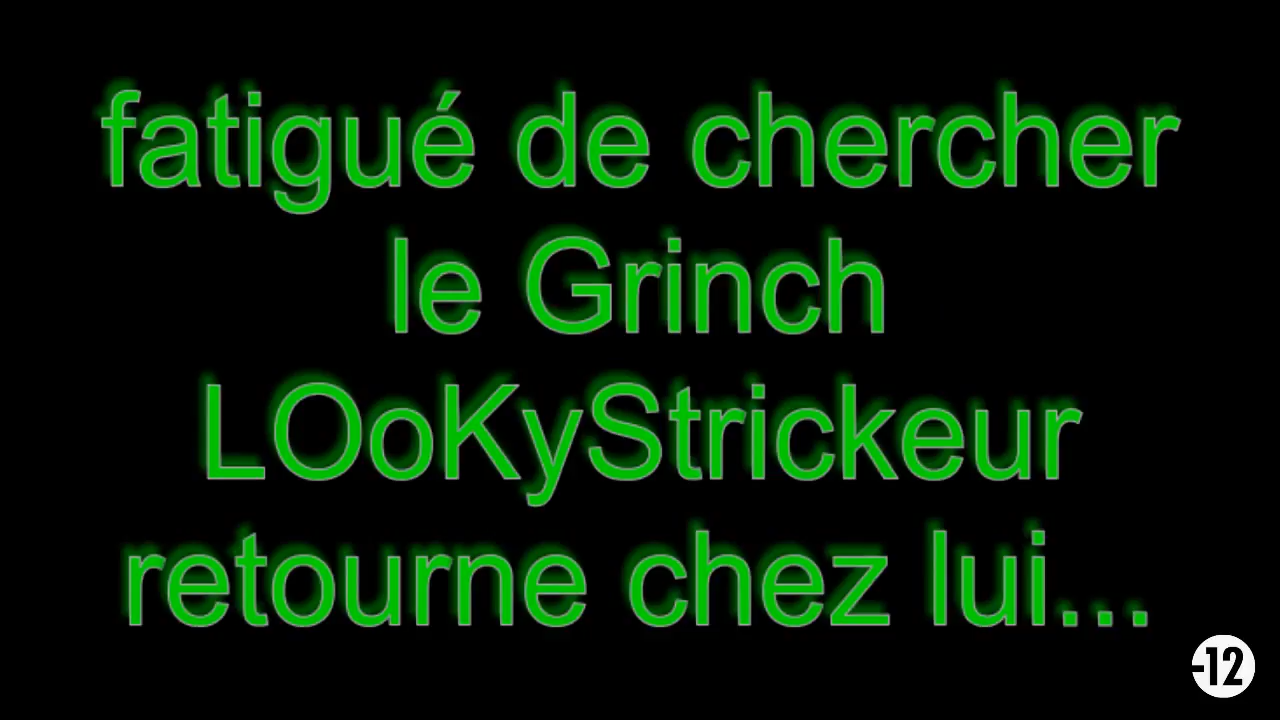 fatigué de chercher
le Grinch
LOoKyStrickeur
retourne chez lui...
-12